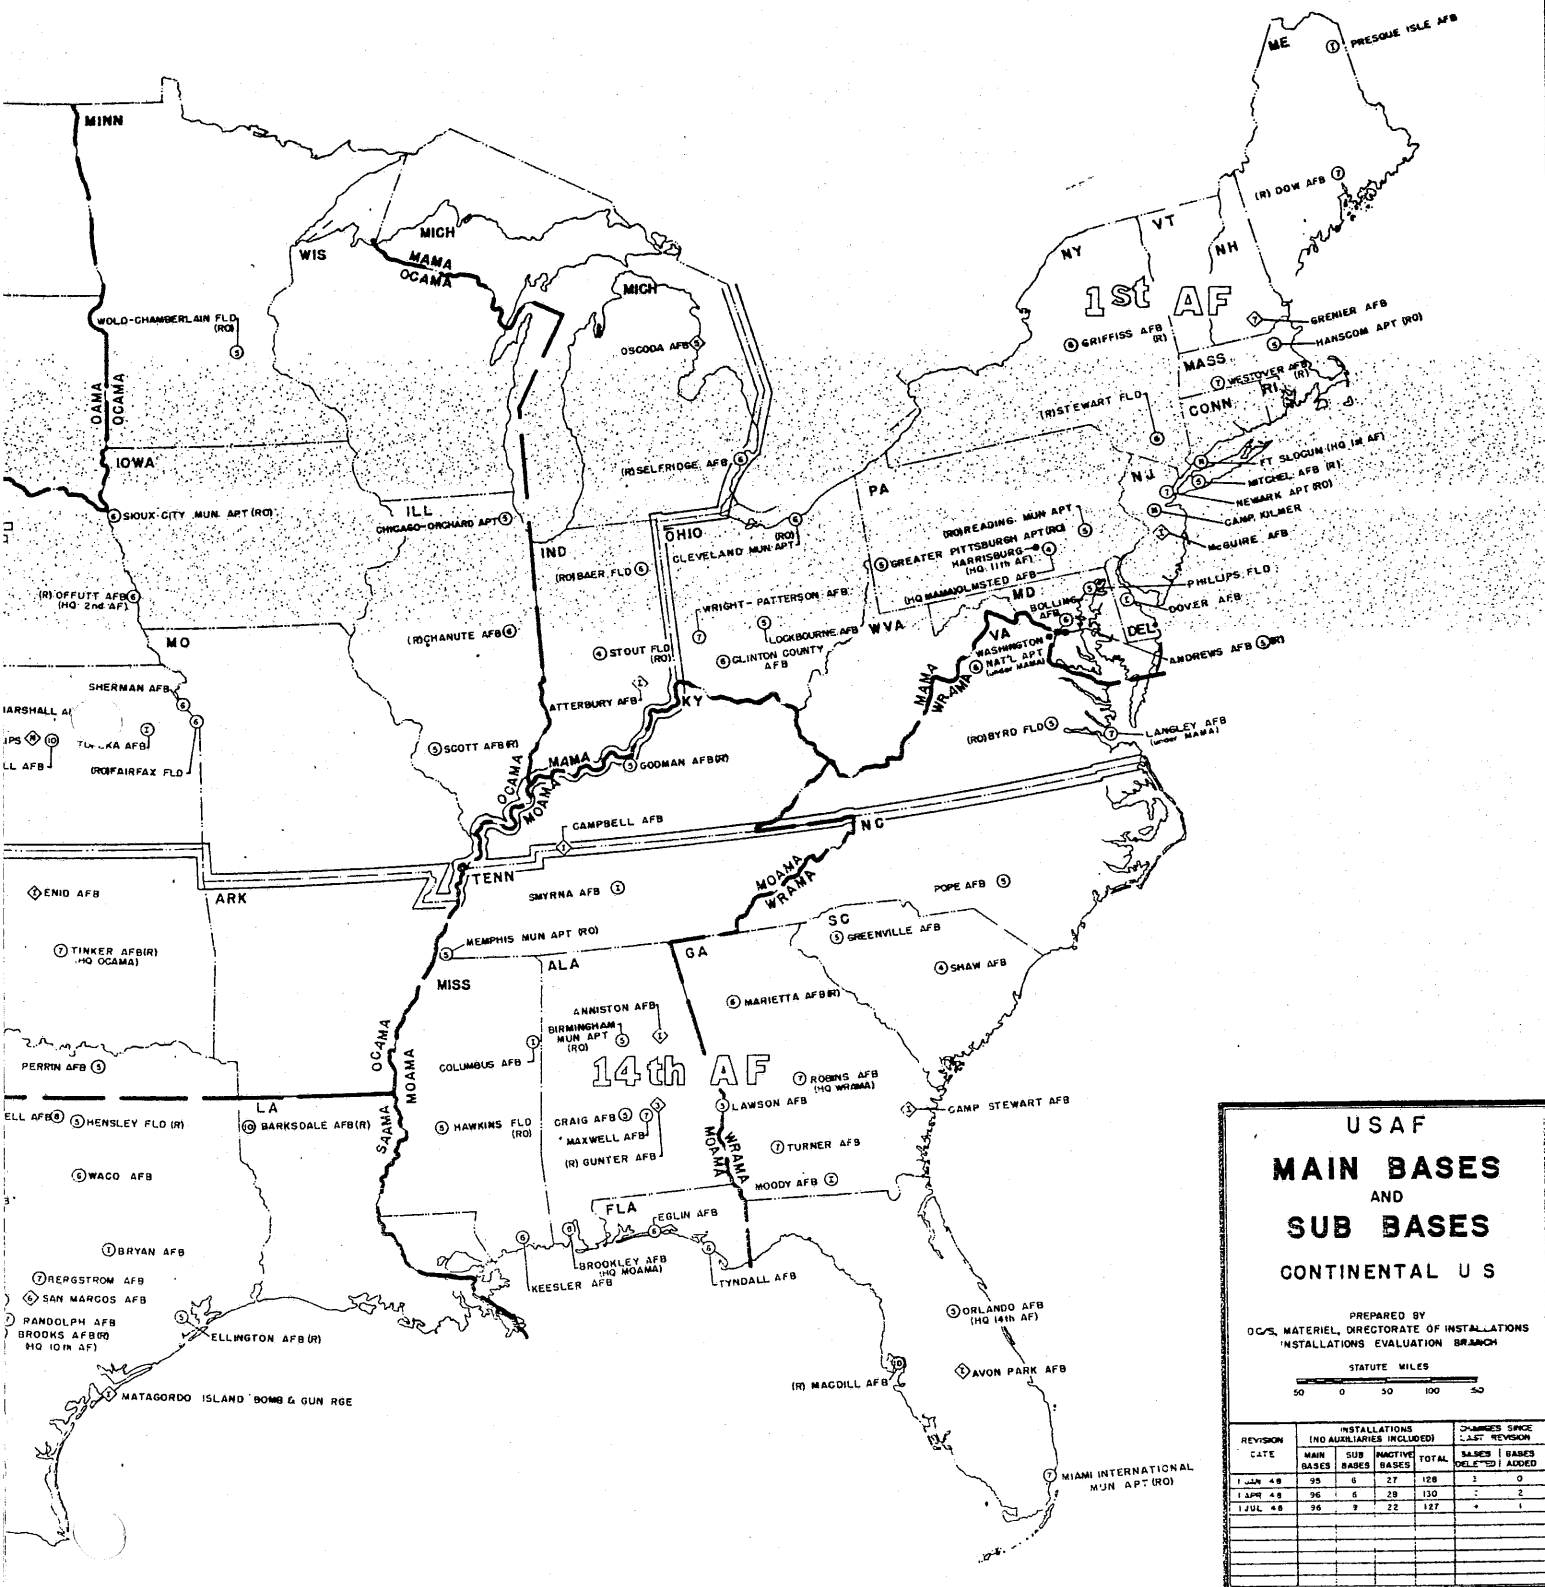 ME
PRESQUE ISLE AFB
MINN
(R) DOW AFB
VT
NY
NH
MICH
WIS
MAMA
OCAMA
MICH
1st AF
WOLD-CHAMBERLAIN FLD
(RO)
OSCODA AFB
GRENIER AFB
GRIFFISS AFB
(R)
HANSCOM APT (RO)
MASS
WESTOVER AFB
(R)
RI
OAMA
OCAMA
CONN
(R) STEWART FLD
IOWA
(R) SELFRIDGE AFB
FT SLOCUM (HQ 1st AF)
MITCHEL AFB (R)
NEWARK APT (RO)
CAMP KILMER
McGUIRE AFB
NJ
PA
SIOUX-CITY MUN. APT (RO)
ILL
CHICAGO-ORCHARD APT
IND
OHIO
CLEVELAND MUN APT
(RO)
(RO) READING MUN APT
GREATER PITTSBURGH APT (RO)
HARRISBURG
(HQ 11th AF)
(HQ MAMA) OLMSTED AFB
(RO) BAER FLD
(R) OFFUTT AFB
(HQ 2nd AF)
WRIGHT-PATTERSON AFB
LOCKBOURNE AFB
CLINTON COUNTY
AFB
WVA
MD
PHILLIPS FLD
DOVER AFB
BOLLING
AFB
VA
WASHINGTON
NAT'L APT
(under MAMA)
DEL
ANDREWS AFB (R)
MO
(R) CHANUTE AFB
STOUT FLD
(RO)
ATTERBURY AFB
KY
MAMA
WRAMA
SHERMAN AFB
(RO) FAIRFAX FLD
SCOTT AFB (R)
GODMAN AFB (R)
(RO) BYRD FLD
LANGLEY AFB
(under MAMA)
OCAMA
MAMA
MOAMA
CAMPBELL AFB
NC
TENN
ENID AFB
ARK
SMYRNA AFB
MOAMA
WRAMA
POPE AFB
TINKER AFB (R)
(HQ OCAMA)
MEMPHIS MUN APT (RO)
SC
GREENVILLE AFB
MISS
ALA
GA
SHAW AFB
MARIETTA AFB (R)
ANNISTON AFB
BIRMINGHAM
MUN APT
(RO)
COLUMBUS AFB
OCAMA
MOAMA
PERRIN AFB
14th AF
ROBINS AFB
(HQ WRAMA)
LA
HENSLEY FLD (R)
BARKSDALE AFB (R)
SAAMA
HAWKINS FLD
(RO)
CRAIG AFB
MAXWELL AFB
(R) GUNTER AFB
LAWSON AFB
CAMP STEWART AFB
WRAMA
MOAMA
TURNER AFB
MOODY AFB
WACO AFB
FLA
EGLIN AFB
BRYAN AFB
KEESLER AFB
BROOKLEY AFB
(HQ MOAMA)
TYNDALL AFB
BERGSTROM AFB
SAN MARCOS AFB
RANDOLPH AFB
BROOKS AFB (R)
(HQ 10th AF)
ELLINGTON AFB (R)
ORLANDO AFB
(HQ 14th AF)
MATAGORDO ISLAND BOMB & GUN RGE
(R) MACDILL AFB
AVON PARK AFB
MIAMI INTERNATIONAL
MUN APT (RO)
USAF
MAIN BASES
AND
SUB BASES
CONTINENTAL U S
PREPARED BY
DC/S, MATERIEL, DIRECTORATE OF INSTALLATIONS
INSTALLATIONS EVALUATION BRANCH
STATUTE MILES
50 0 50 100
REVISION DATE
INSTALLATIONS
(NO AUXILIARIES INCLUDED)
CHANGES SINCE
LAST REVISION
MAIN BASES SUB BASES INACTIVE BASES TOTAL BASES DELETED BASES ADDED
1 JAN 48 95 6 27 128 0
1 APR 48 96 6 28 130 2
1 JUL 48 96 9 22 127 1